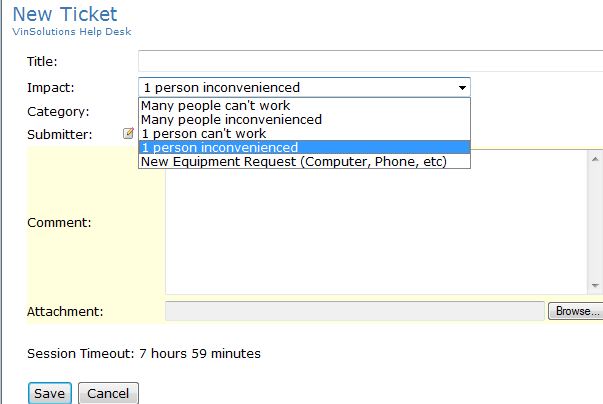 New Ticket
VinSolutions Help Desk
Title:
Impact: 1 person inconvenienced
Many people can't work
Category: Many people inconvenienced
Submitter: 1 person can't work
1 person inconvenienced
New Equipment Request (Computer, Phone, etc)
Comment:
Attachment: Browse...
Session Timeout: 7 hours 59 minutes
Save Cancel